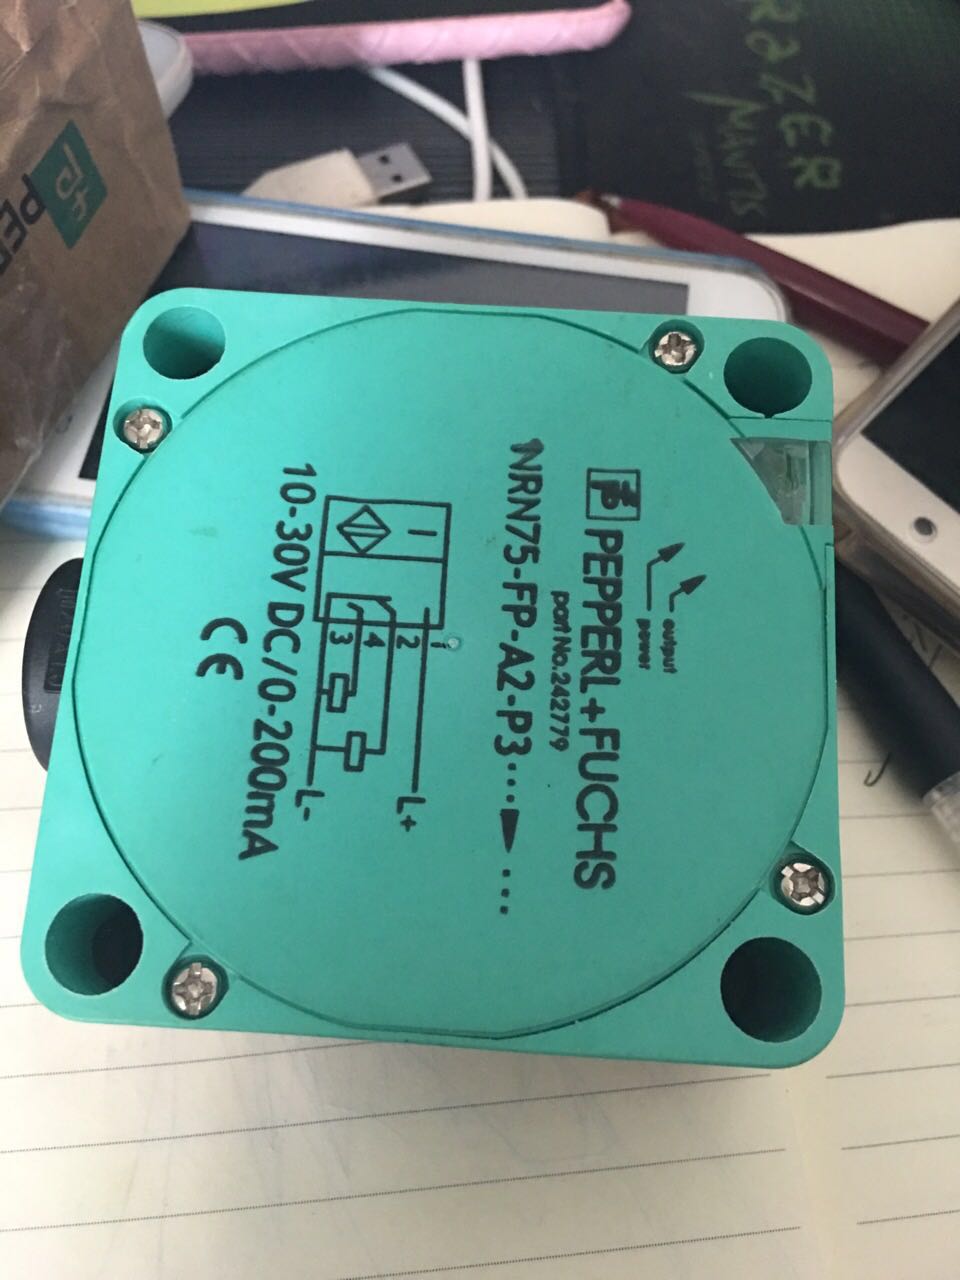 PEPPERL+FUCHS
part No.242779
NRN75-FP-A2-P3...
...
output
power
I
1
2
4
3
L+
L-
10-30V DC/0-200mA
CE
RAZER
MANTIS